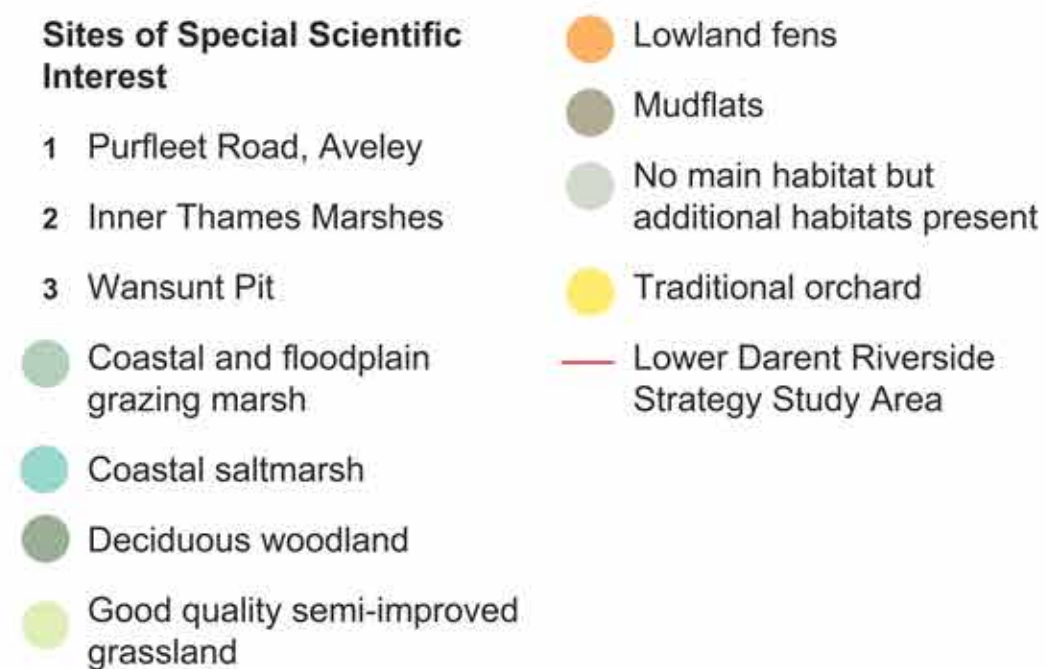 Sites of Special Scientific
Interest
1 Purfleet Road, Aveley
2 Inner Thames Marshes
3 Wansunt Pit
Coastal and floodplain
grazing marsh
Coastal saltmarsh
Deciduous woodland
Good quality semi-improved
grassland
Lowland fens
Mudflats
No main habitat but
additional habitats present
Traditional orchard
Lower Darent Riverside
Strategy Study Area